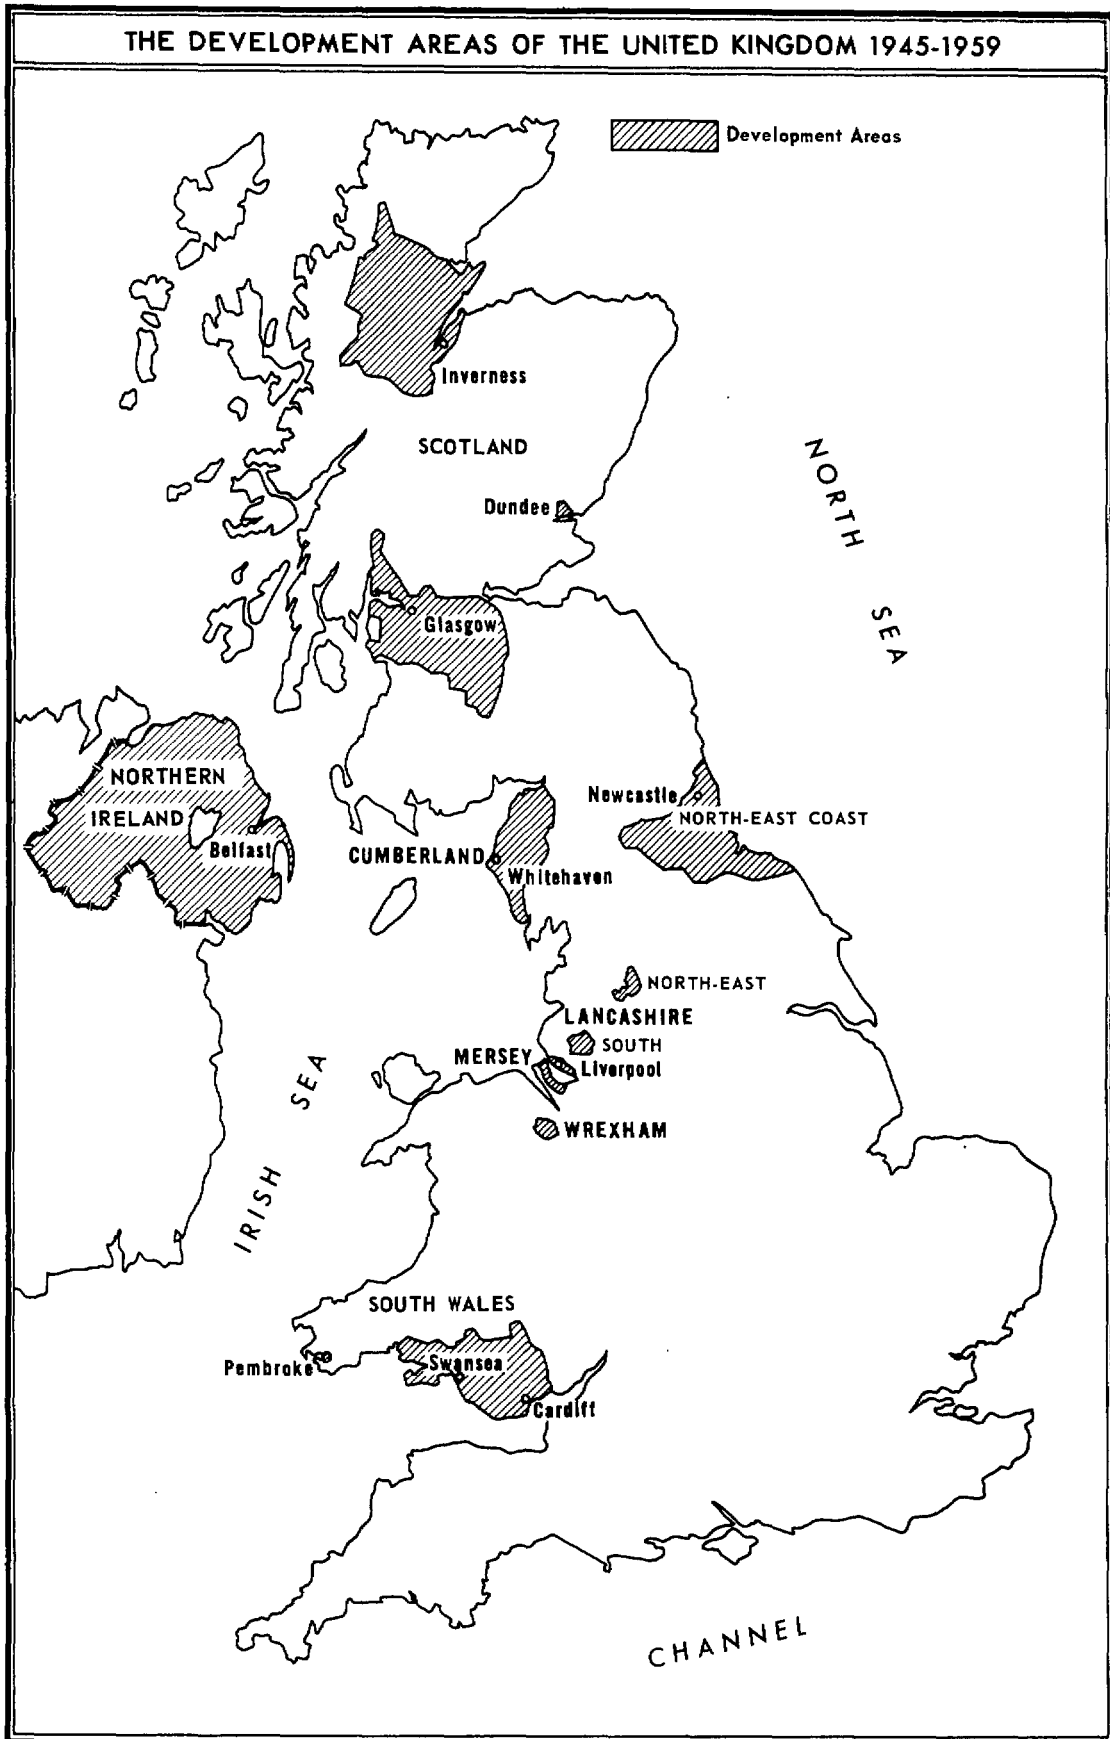 THE DEVELOPMENT AREAS OF THE UNITED KINGDOM 1945-1959
Development Areas
Inverness
SCOTLAND
NORTH SEA
Dundee
Glasgow
NORTHERN
IRELAND
Belfast
Newcastle
NORTH-EAST COAST
CUMBERLAND
Whitehaven
NORTH-EAST
LANCASHIRE
SOUTH
MERSEY
Liverpool
WREXHAM
IRISH SEA
SOUTH WALES
Pembroke
Swansea
Cardiff
CHANNEL